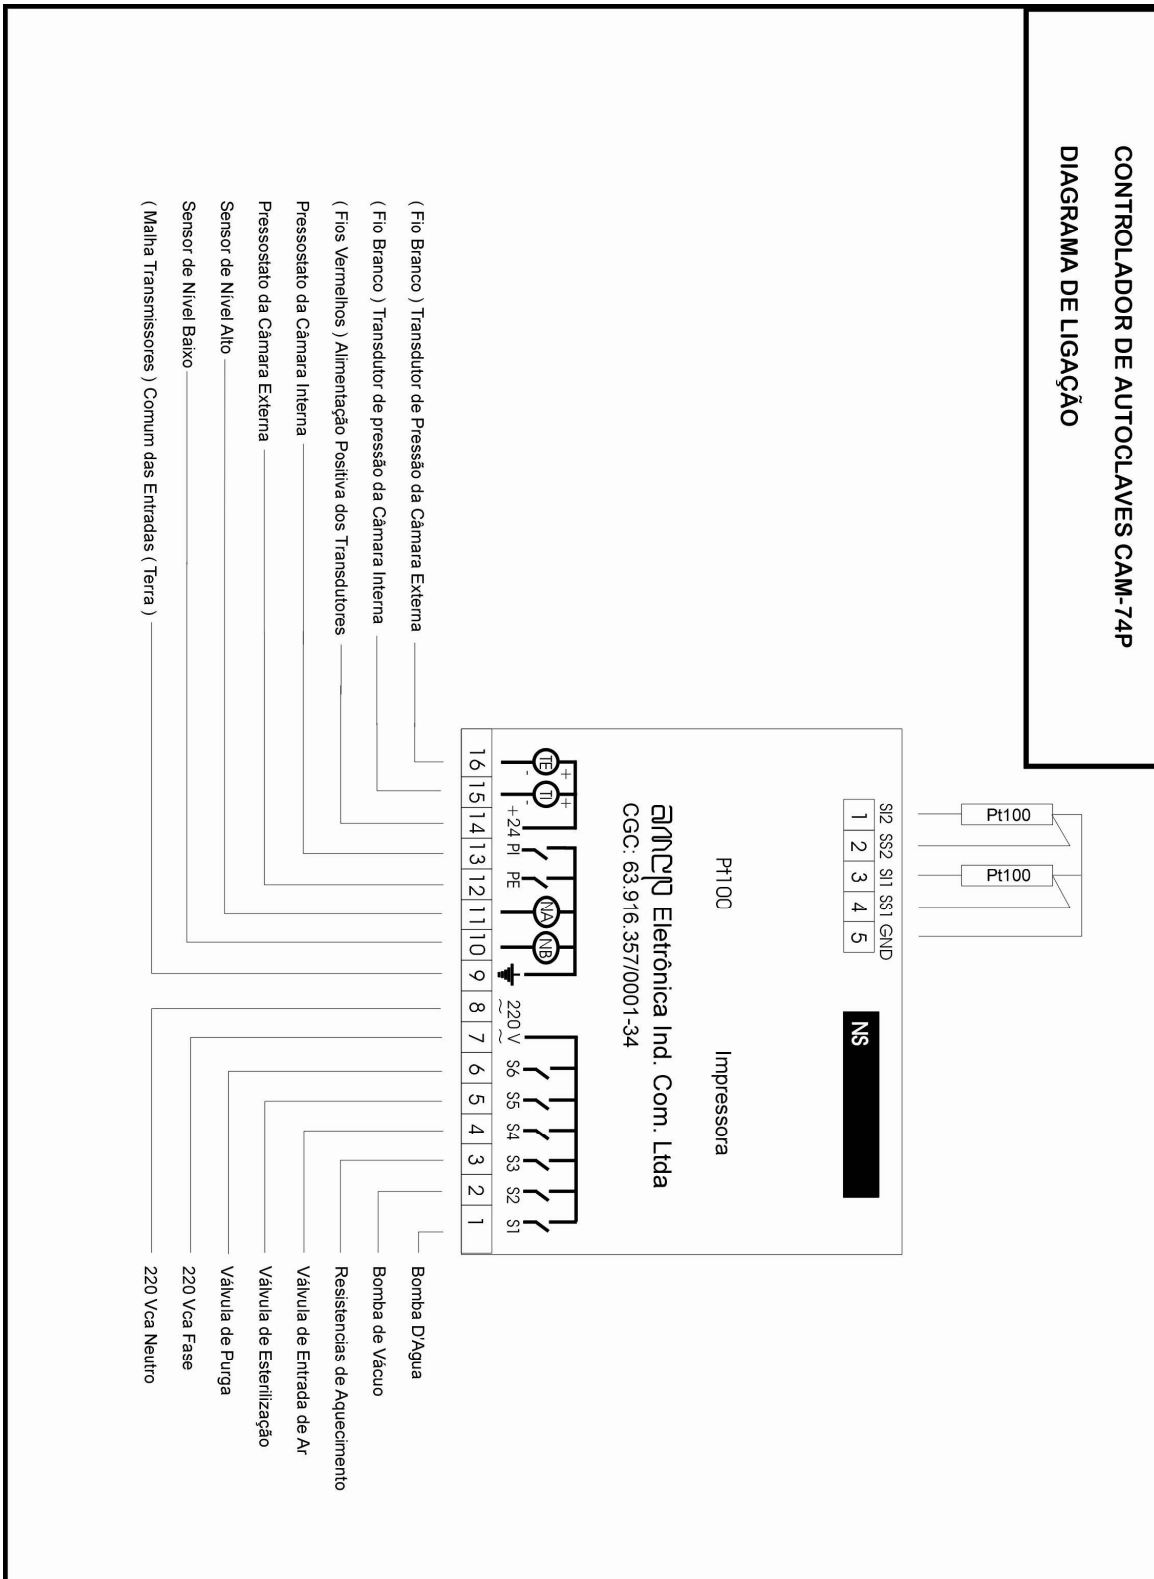 CONTROLADOR DE AUTOCLAVES CAM-74P
DIAGRAMA DE LIGAÇÃO
Pt100
Pt100
SI2 SS2 SI1 SS1 GND
1 2 3 4 5
NS
Pt100
Impressora
Eletrônica Ind. Com. Ltda
CGC: 63.916.357/0001-34
+ +
TE TI NA NB
- -
+24 PI PE 220 V S6 S5 S4 S3 S2 S1
~ ~
16 15 14 13 12 11 10 9 8 7 6 5 4 3 2 1
( Fio Branco ) Transdutor de Pressão da Câmara Externa
( Fio Branco ) Transdutor de pressão da Câmara Interna
( Fios Vermelhos ) Alimentação Positiva dos Transdutores
Pressostato da Câmara Interna
Pressostato da Câmara Externa
Sensor de Nível Alto
Sensor de Nível Baixo
( Malha Transmissores ) Comum das Entradas ( Terra )
Bomba D'Agua
Bomba de Vácuo
Resistencias de Aquecimento
Válvula de Entrada de Ar
Válvula de Esterilização
Válvula de Purga
220 Vca Fase
220 Vca Neutro